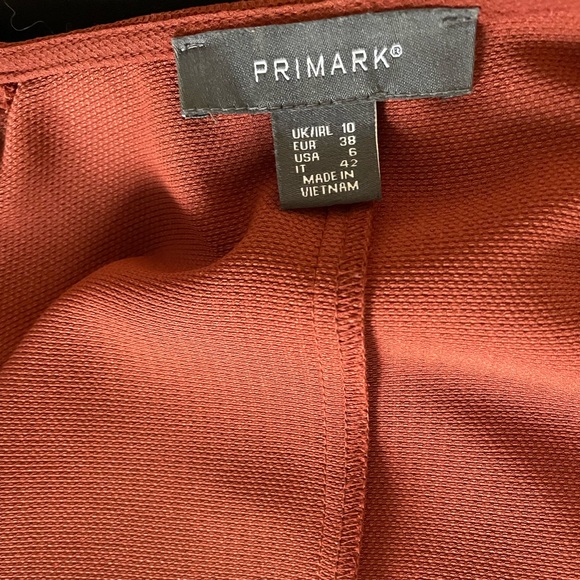 PRIMARK®
UK/IRL 10
EUR 38
USA 6
IT 42
MADE IN
VIETNAM